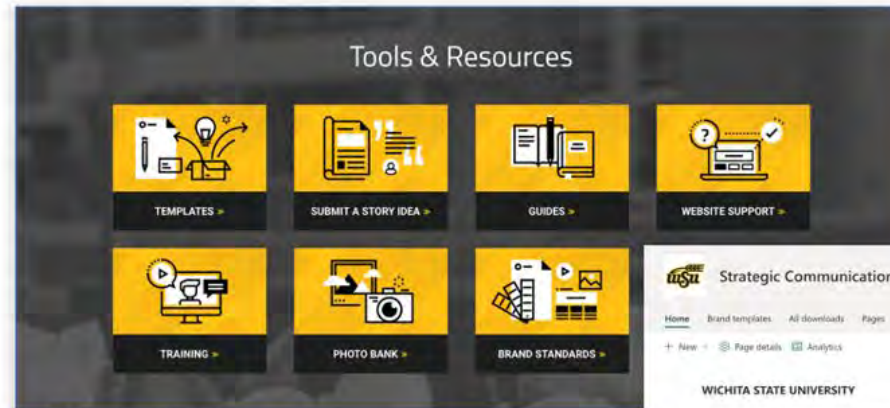 Tools & Resources
?
TEMPLATES »
SUBMIT A STORY IDEA »
GUIDES »
WEBSITE SUPPORT »
TRAINING »
PHOTO BANK »
BRAND STANDARDS »
wsu
Strategic Communication
Home Brand templates All downloads Pages
+ New Page details Analytics
WICHITA STATE UNIVERSITY